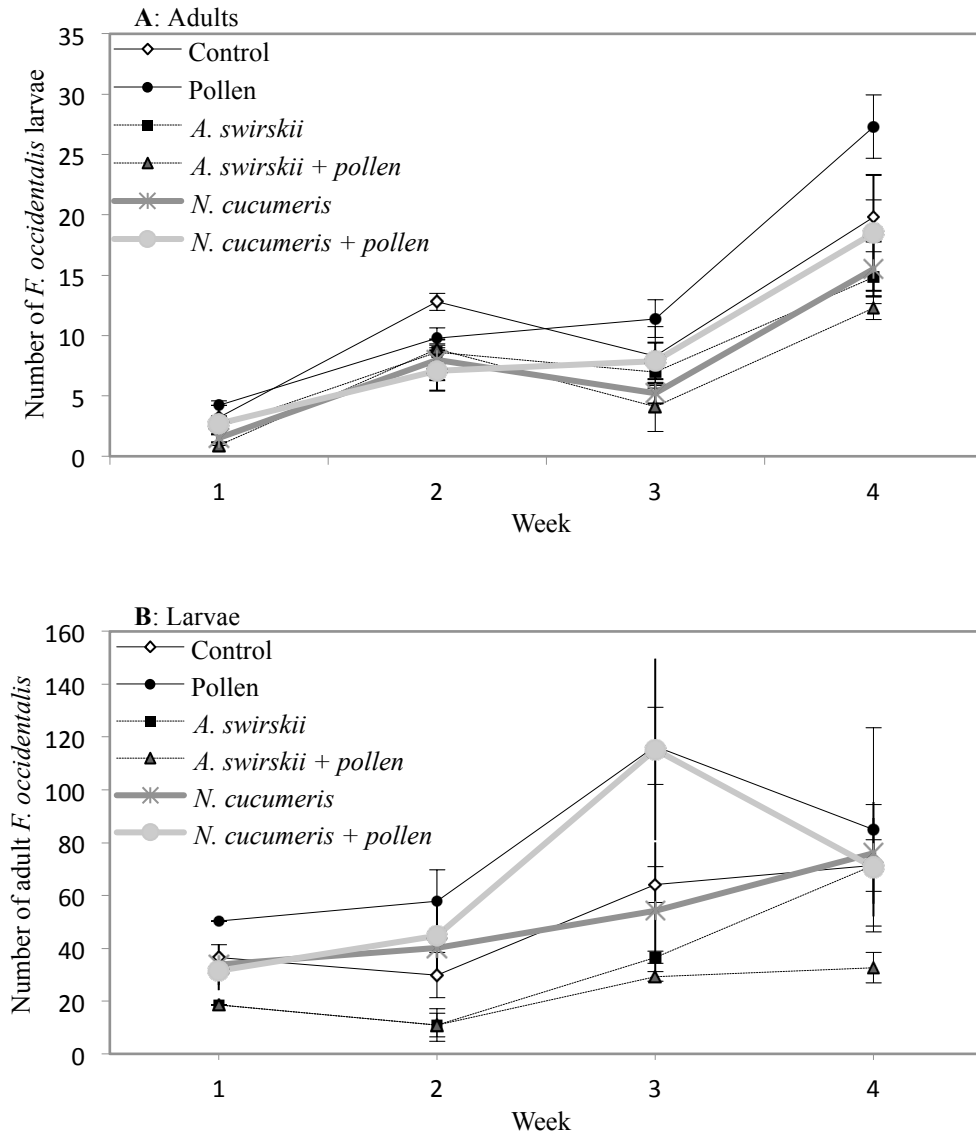 A: Adults
35
30
25
20
15
10
5
0
Number of F. occidentalis larvae
Control
Pollen
A. swirskii
A. swirskii + pollen
N. cucumeris
N. cucumeris + pollen
1 2 3 4
Week
B: Larvae
160
140
120
100
80
60
40
20
0
Number of adult F. occidentalis
Control
Pollen
A. swirskii
A. swirskii + pollen
N. cucumeris
N. cucumeris + pollen
1 2 3 4
Week